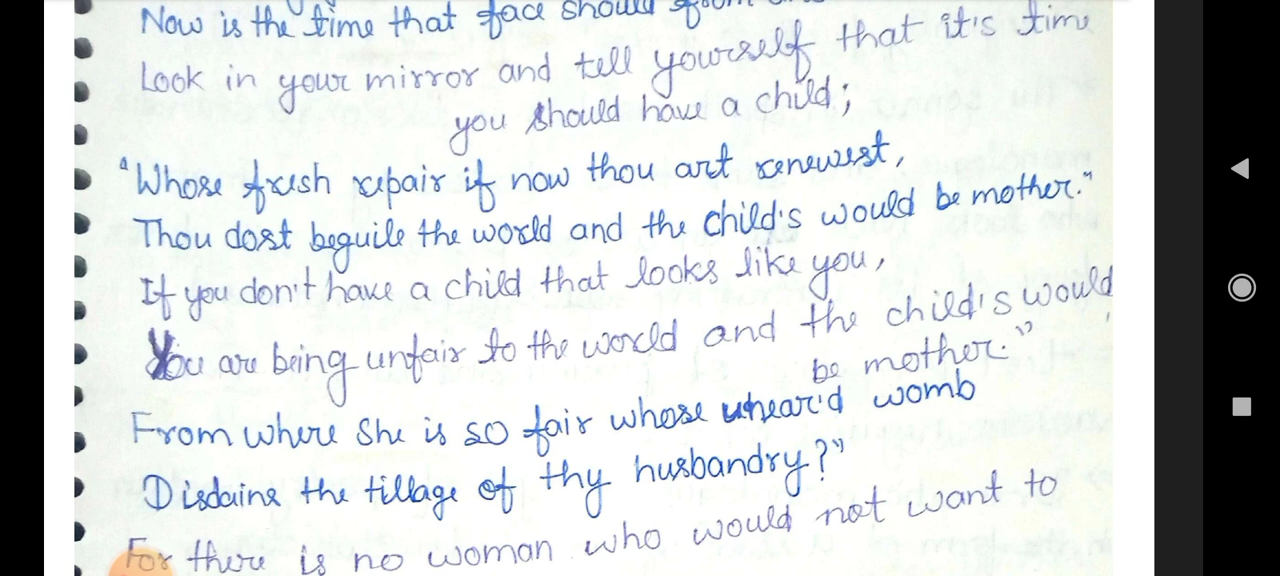 Now is the time that face should
Look in your mirror and tell yourself that it's time
you should have a child;
"Whose fresh repair if now thou art renewest,
Thou dost beguile the world and the child's would be mother."
If you don't have a child that looks like you,
You are being unfair to the world and the child's would
be mother."
From where she is so fair whose unear'd womb
Disdains the tillage of thy husbandry?"
For there is no woman who would not want to